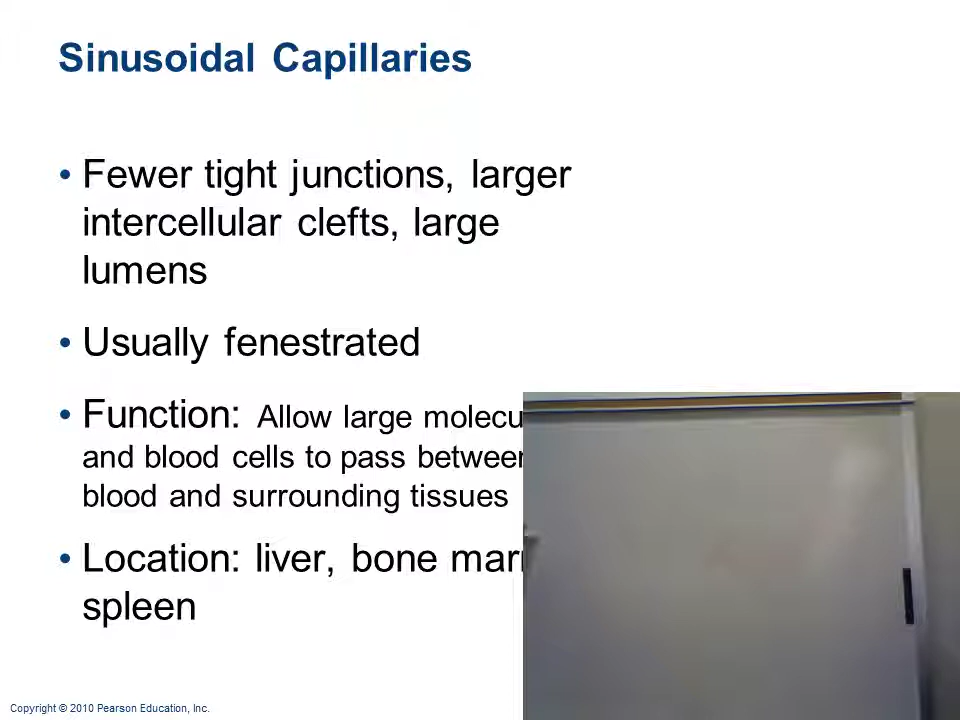 Sinusoidal Capillaries
• Fewer tight junctions, larger
intercellular clefts, large
lumens
• Usually fenestrated
• Function: Allow large molecu
and blood cells to pass between
blood and surrounding tissues
• Location: liver, bone marr
spleen
Copyright © 2010 Pearson Education, Inc.